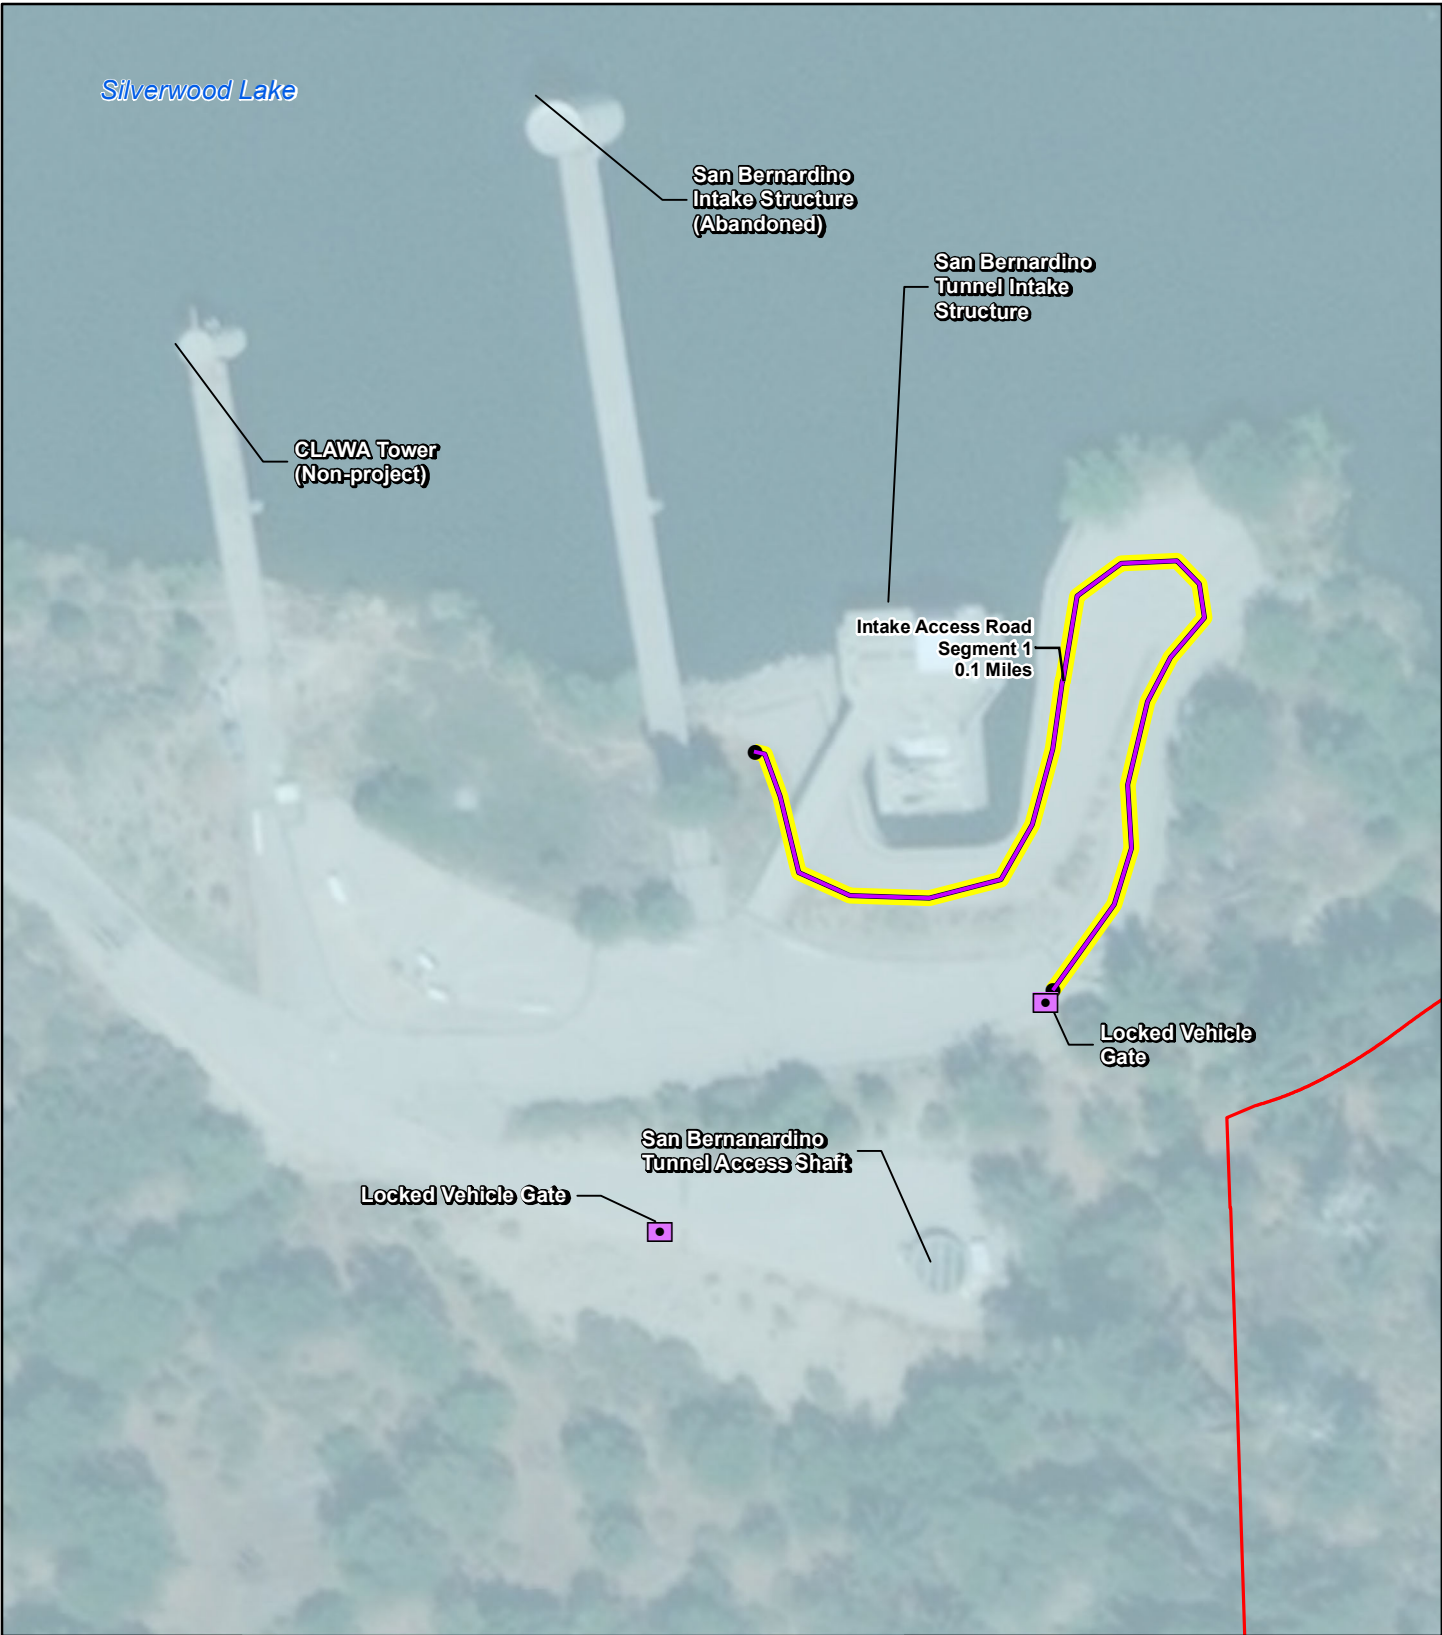 Silverwood Lake
San Bernardino
Intake Structure
(Abandoned)
San Bernardino
Tunnel Intake
Structure
CLAWA Tower
(Non-project)
Intake Access Road
Segment 1
0.1 Miles
Locked Vehicle
Gate
San Bernanardino
Tunnel Access Shaft
Locked Vehicle Gate